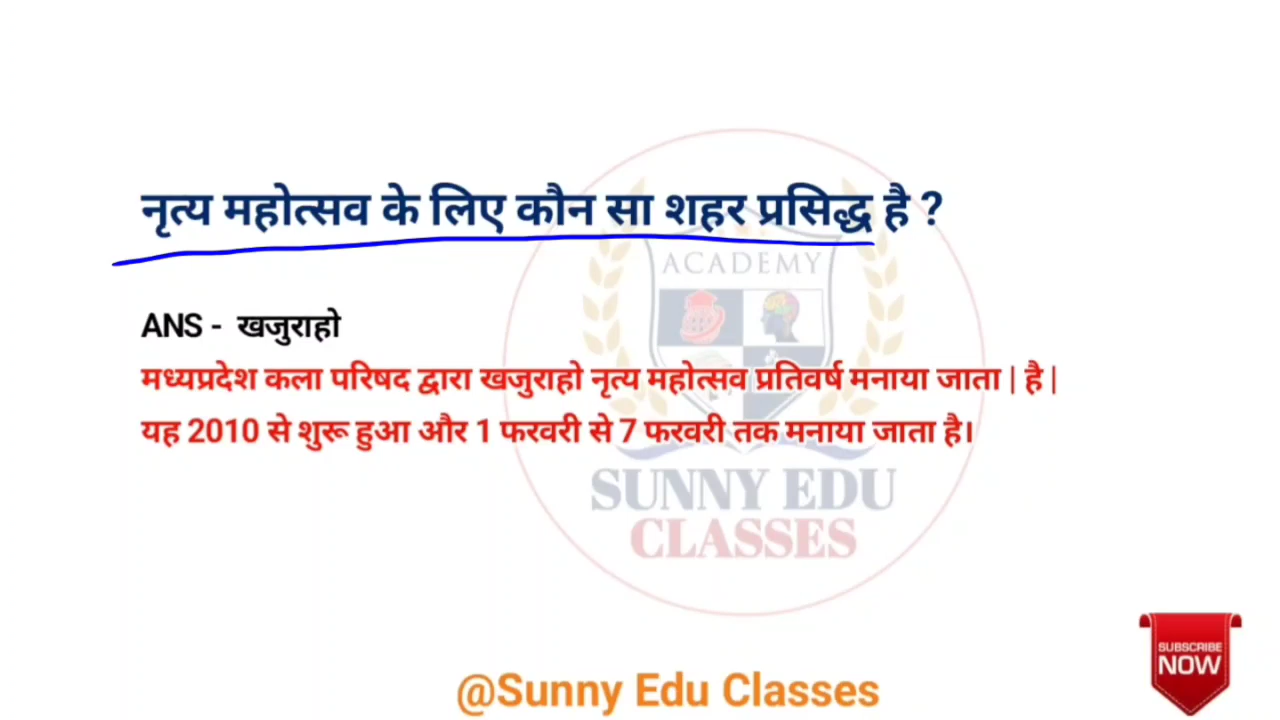 नृत्य महोत्सव के लिए कौन सा शहर प्रसिद्ध है ?
ACADEMY
ANS - खजुराहो
मध्यप्रदेश कला परिषद द्वारा खजुराहो नृत्य महोत्सव प्रतिवर्ष मनाया जाता | है |
यह 2010 से शुरू हुआ और 1 फरवरी से 7 फरवरी तक मनाया जाता है।
SUNNY EDU
CLASSES
SUBSCRIBE
NOW
@Sunny Edu Classes